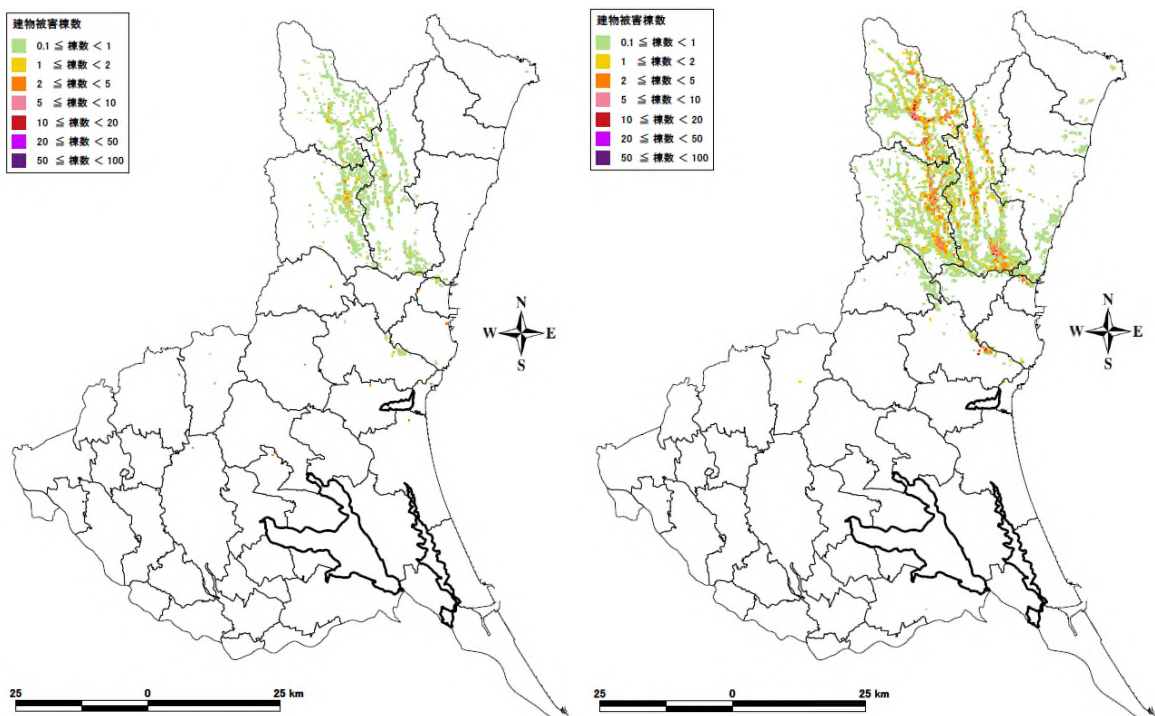 建物被害棟数
0.1 ≦ 棟数 < 1
1 ≦ 棟数 < 2
2 ≦ 棟数 < 5
5 ≦ 棟数 < 10
10 ≦ 棟数 < 20
20 ≦ 棟数 < 50
50 ≦ 棟数 < 100
N
W E
S
25 0 25 km
建物被害棟数
0.1 ≦ 棟数 < 1
1 ≦ 棟数 < 2
2 ≦ 棟数 < 5
5 ≦ 棟数 < 10
10 ≦ 棟数 < 20
20 ≦ 棟数 < 50
50 ≦ 棟数 < 100
N
W E
S
25 0 25 km